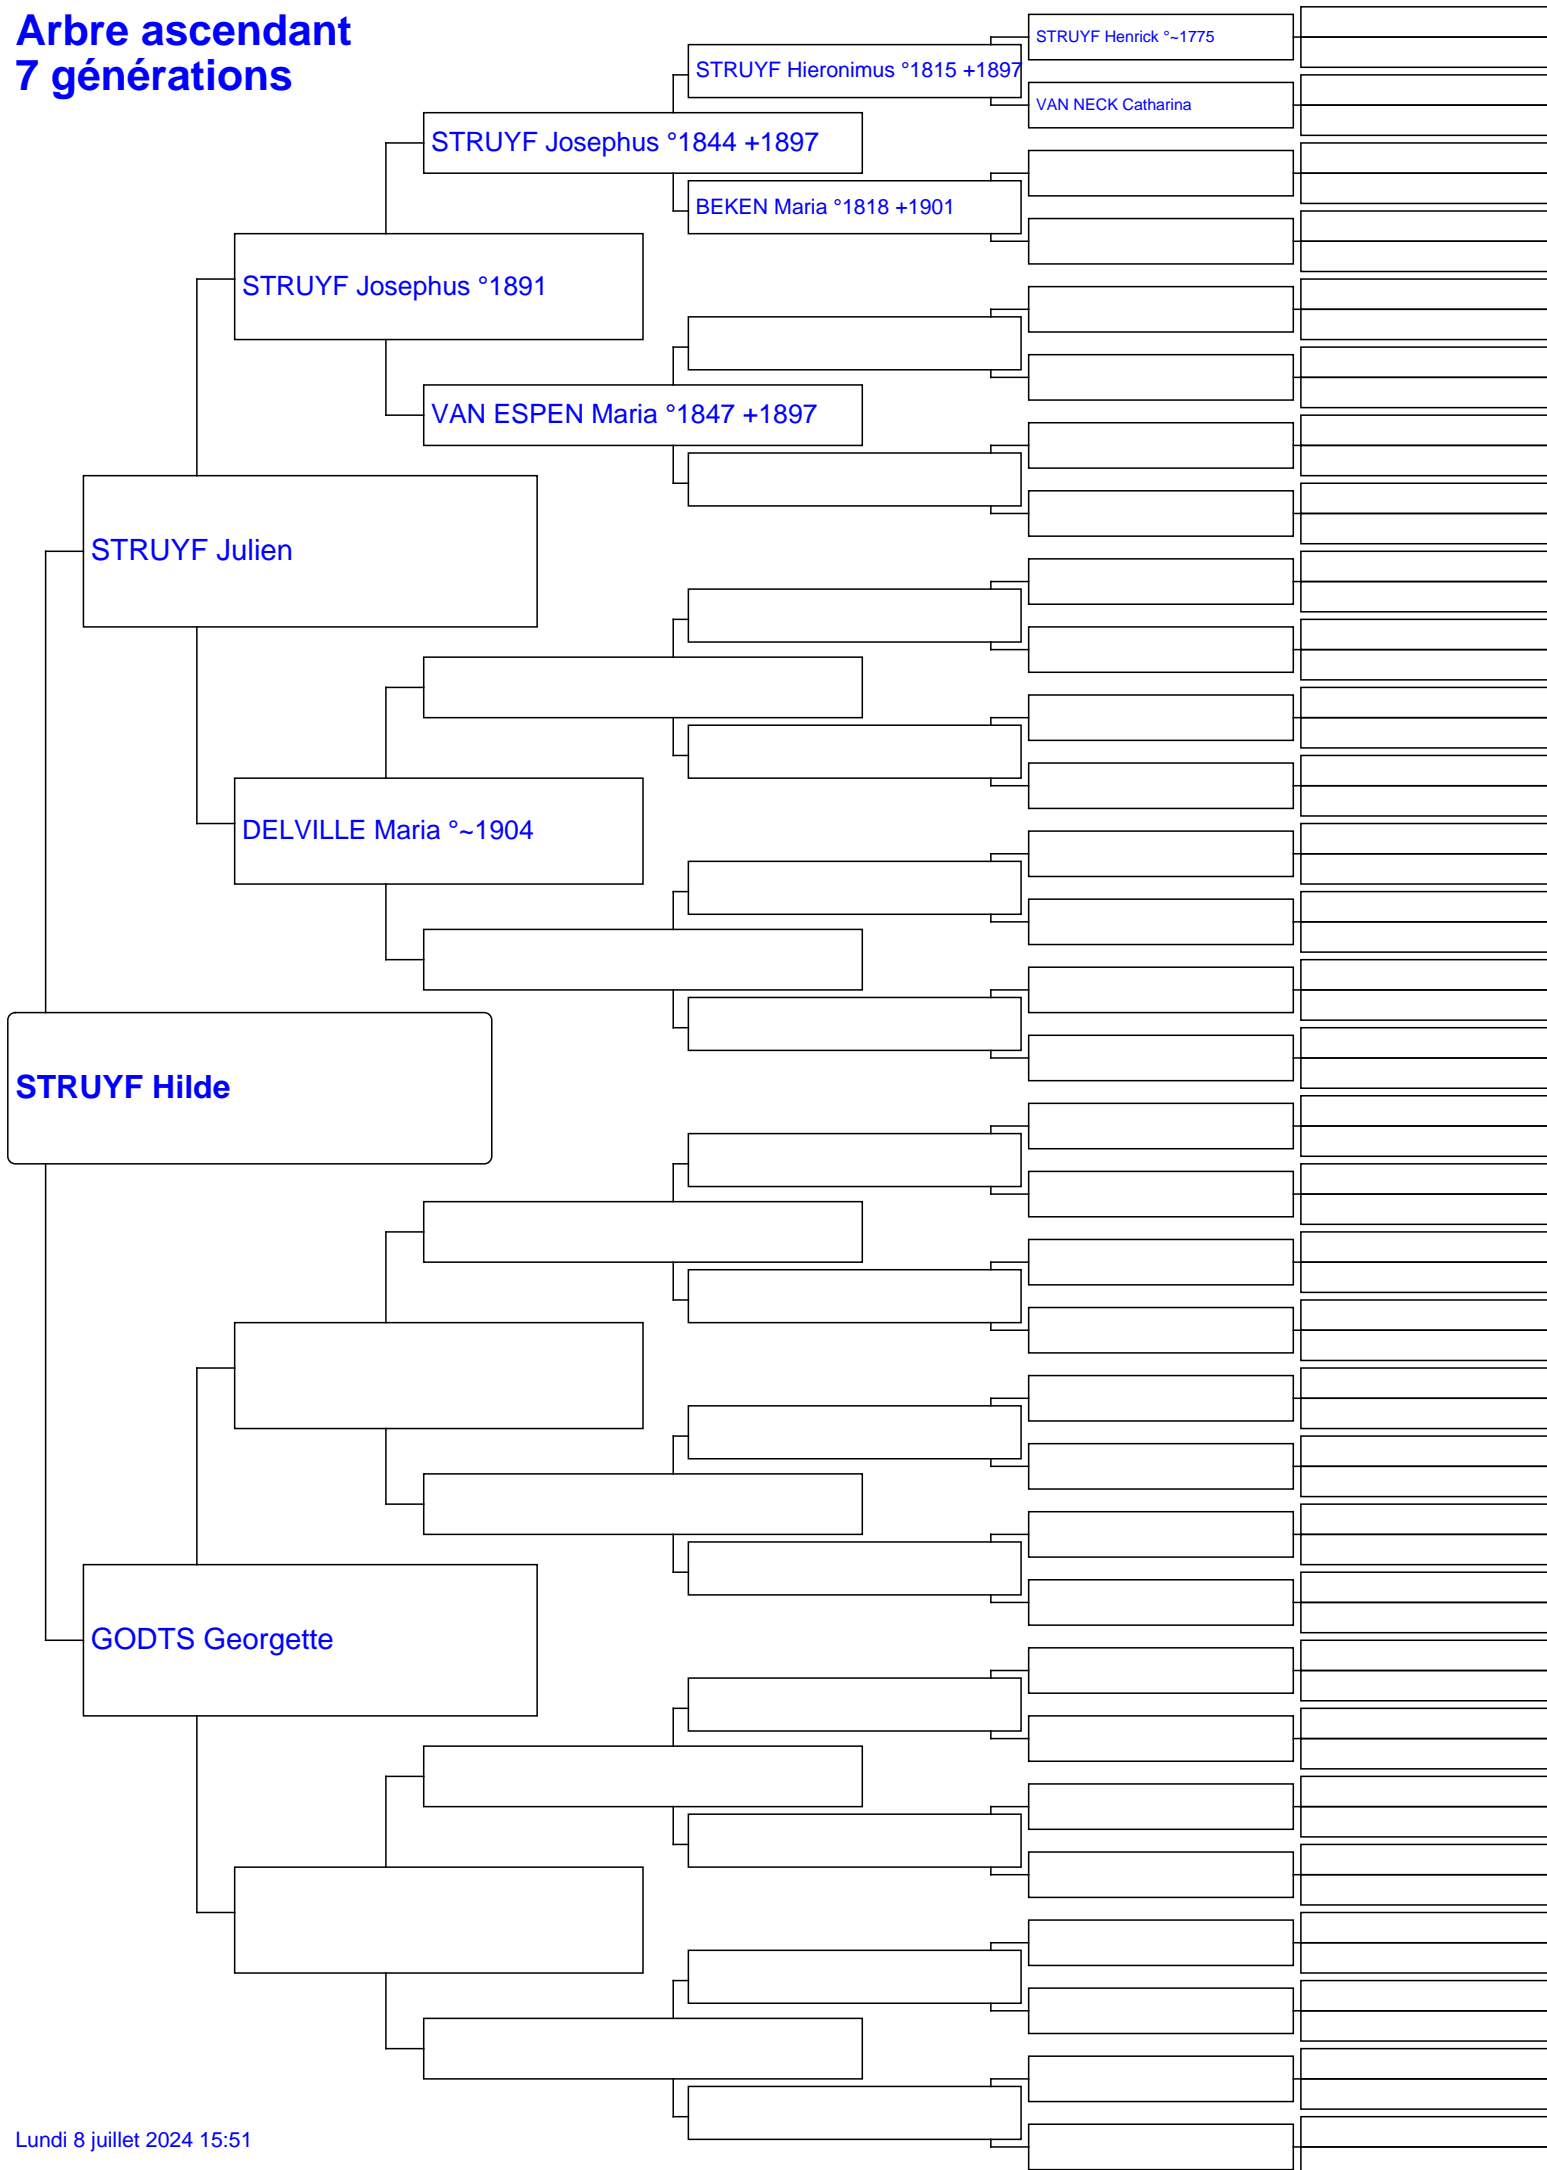 Arbre ascendant
7 générations
STRUYF Henrick °~1775
STRUYF Hieronimus °1815 +1897
VAN NECK Catharina
STRUYF Josephus °1844 +1897
BEKEN Maria °1818 +1901
STRUYF Josephus °1891
VAN ESPEN Maria °1847 +1897
STRUYF Julien
DELVILLE Maria °~1904
STRUYF Hilde
GODTS Georgette
Lundi 8 juillet 2024 15:51